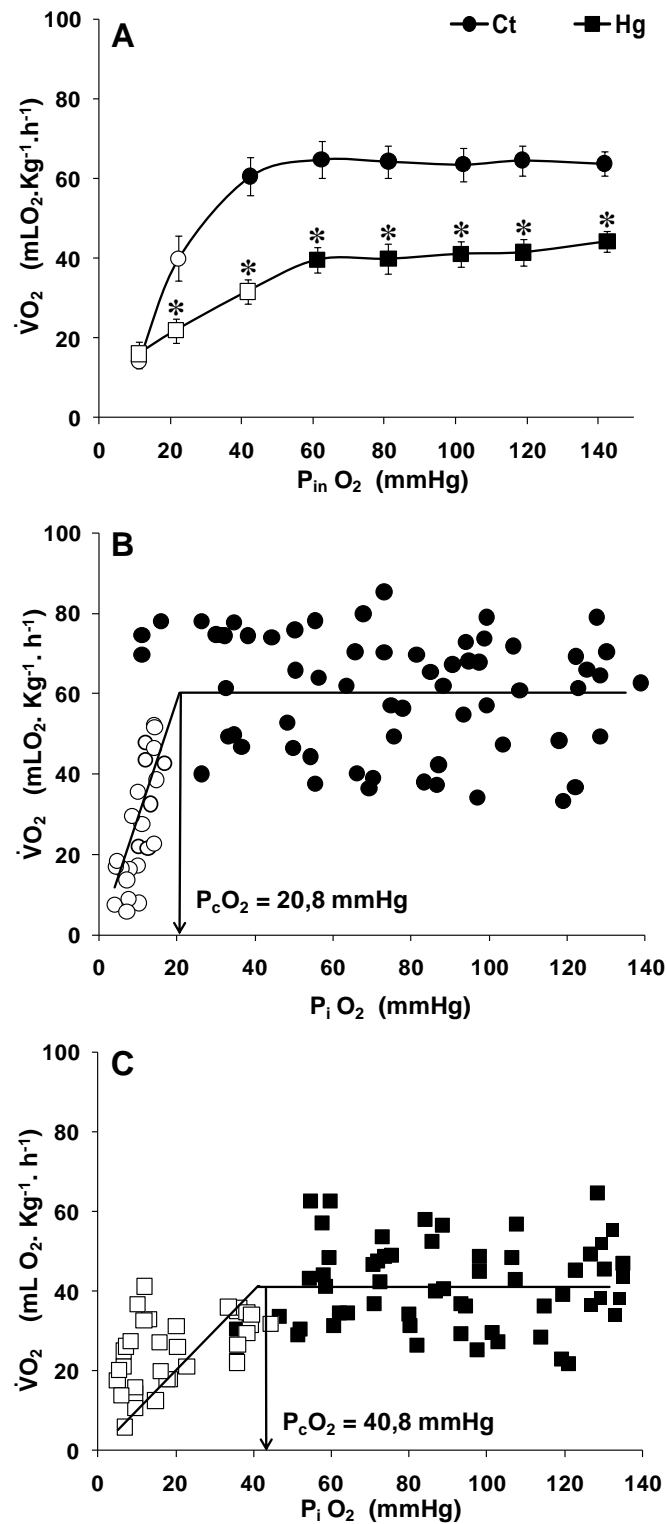 A
Ct
Hg
100
80
60
40
20
0
V̇O₂ (mLO₂.Kg⁻¹.h⁻¹)
*
*
*
*
*
*
*
0 20 40 60 80 100 120 140
Pᵢₙ O₂ (mmHg)
B
100
80
60
40
20
0
V̇O₂ (mLO₂. Kg⁻¹. h⁻¹)
P꜀O₂ = 20,8 mmHg
0 20 40 60 80 100 120 140
Pᵢ O₂ (mmHg)
C
100
80
60
40
20
0
V̇O₂ (mL O₂. Kg⁻¹. h⁻¹)
P꜀O₂ = 40,8 mmHg
0 20 40 60 80 100 120 140
Pᵢ O₂ (mmHg)